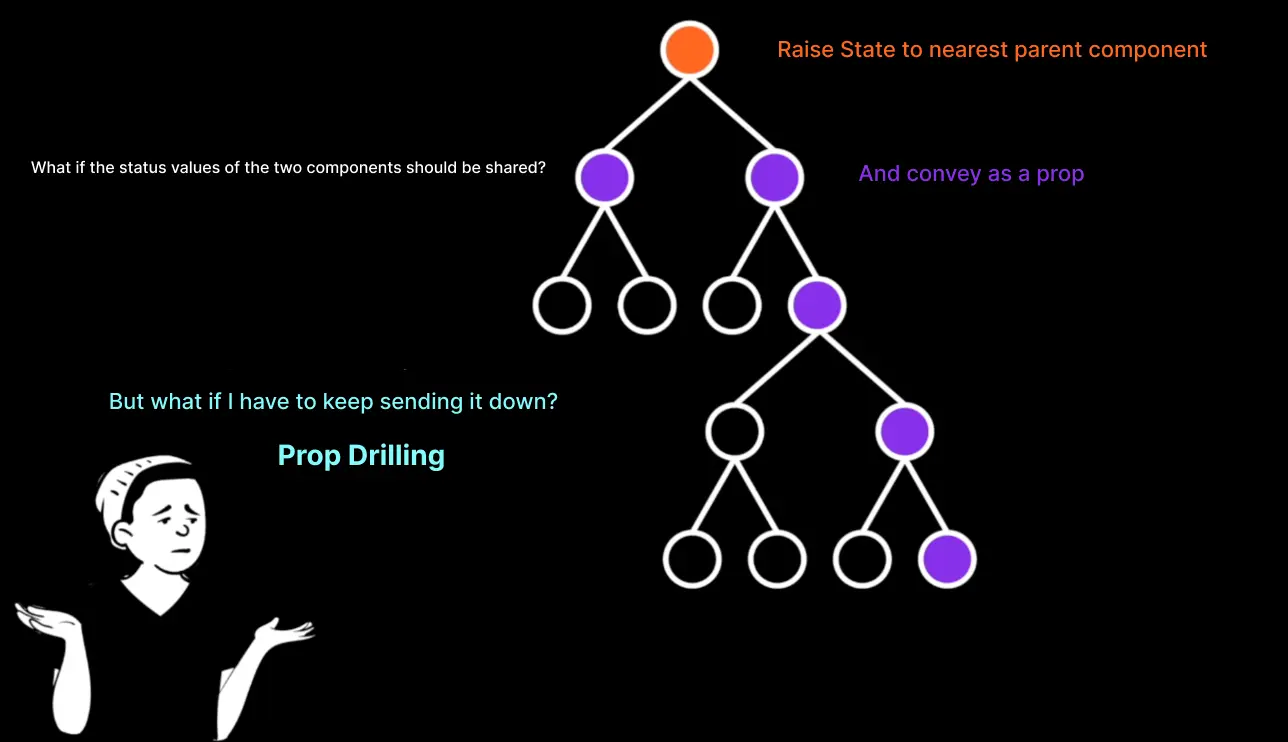 Raise State to nearest parent component
What if the status values of the two components should be shared?
And convey as a prop
But what if I have to keep sending it down?
Prop Drilling